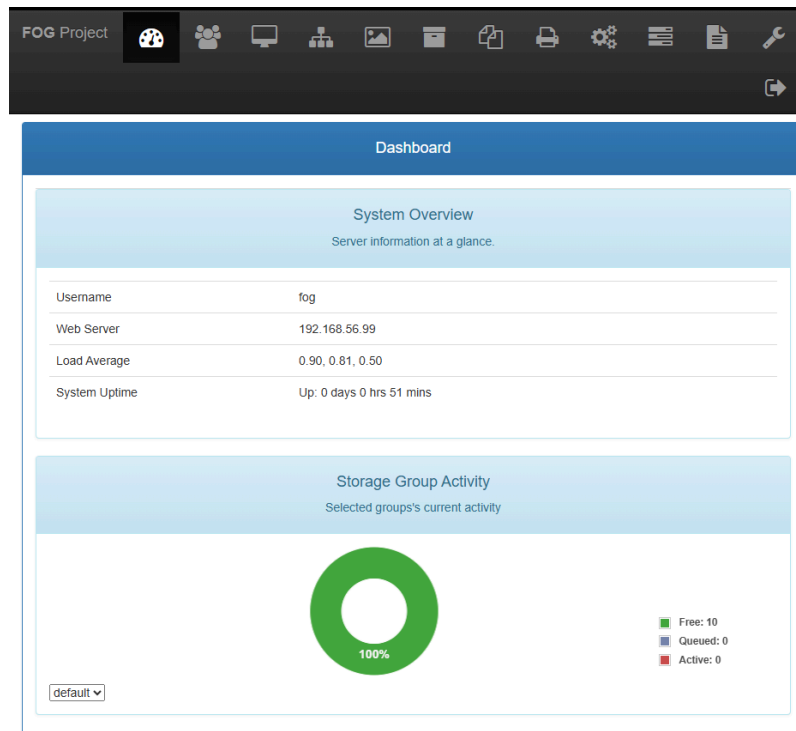 FOG Project
Dashboard
System Overview
Server information at a glance.
Username fog
Web Server 192.168.56.99
Load Average 0.90, 0.81, 0.50
System Uptime Up: 0 days 0 hrs 51 mins
Storage Group Activity
Selected groups's current activity
100%
Free: 10
Queued: 0
Active: 0
default